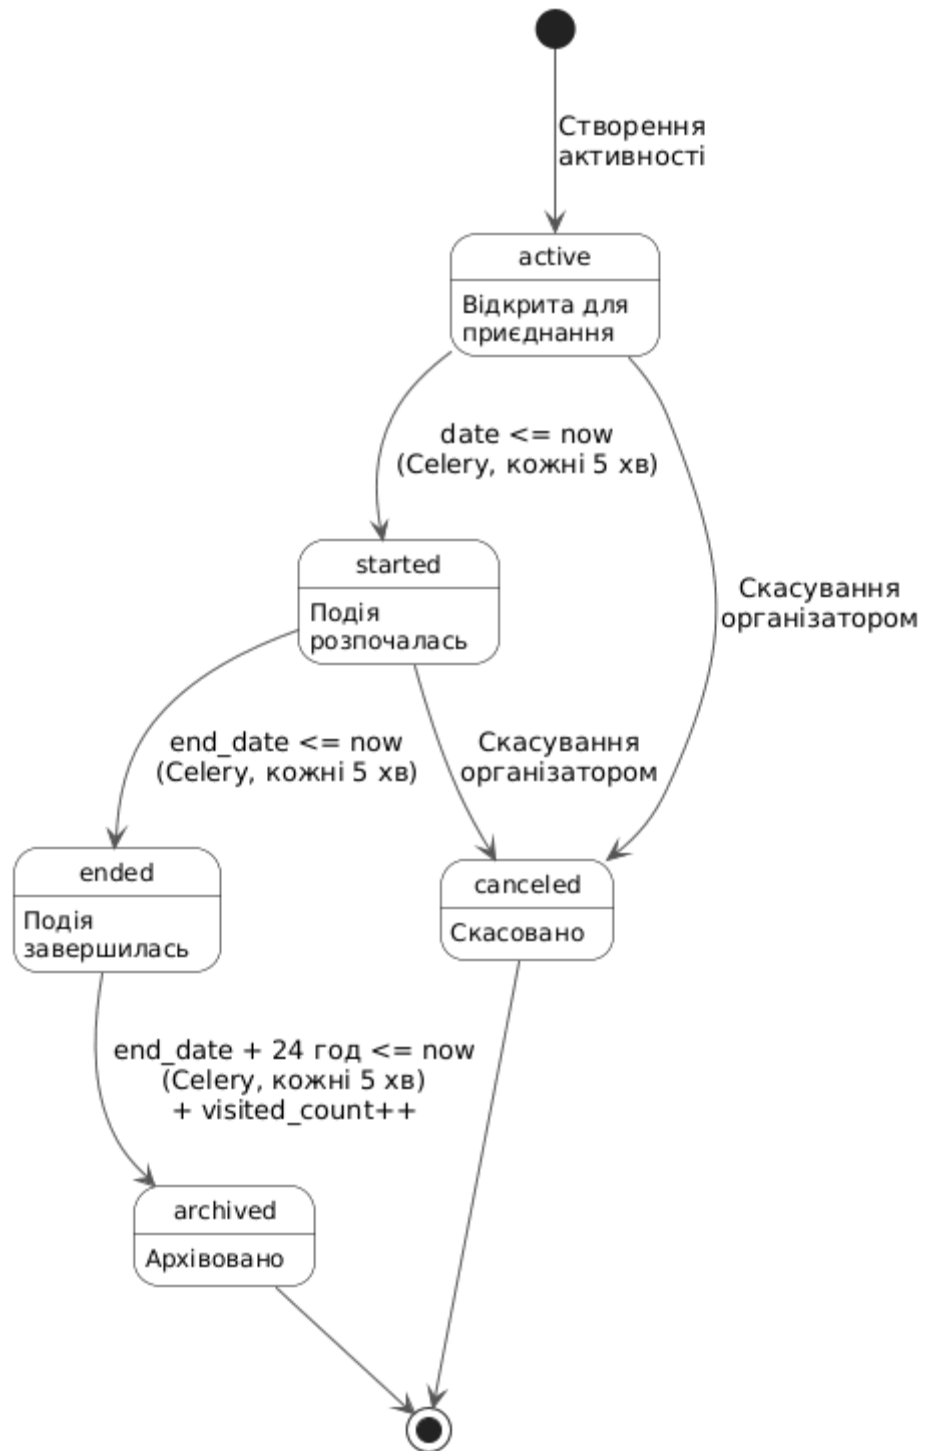 Створення
активності
active
Відкрита для
приєднання
date <= now
(Celery, кожні 5 хв)
Скасування
організатором
started
Подія
розпочалась
end_date <= now
(Celery, кожні 5 хв)
Скасування
організатором
ended
Подія
завершилась
canceled
Скасовано
end_date + 24 год <= now
(Celery, кожні 5 хв)
+ visited_count++
archived
Архівовано